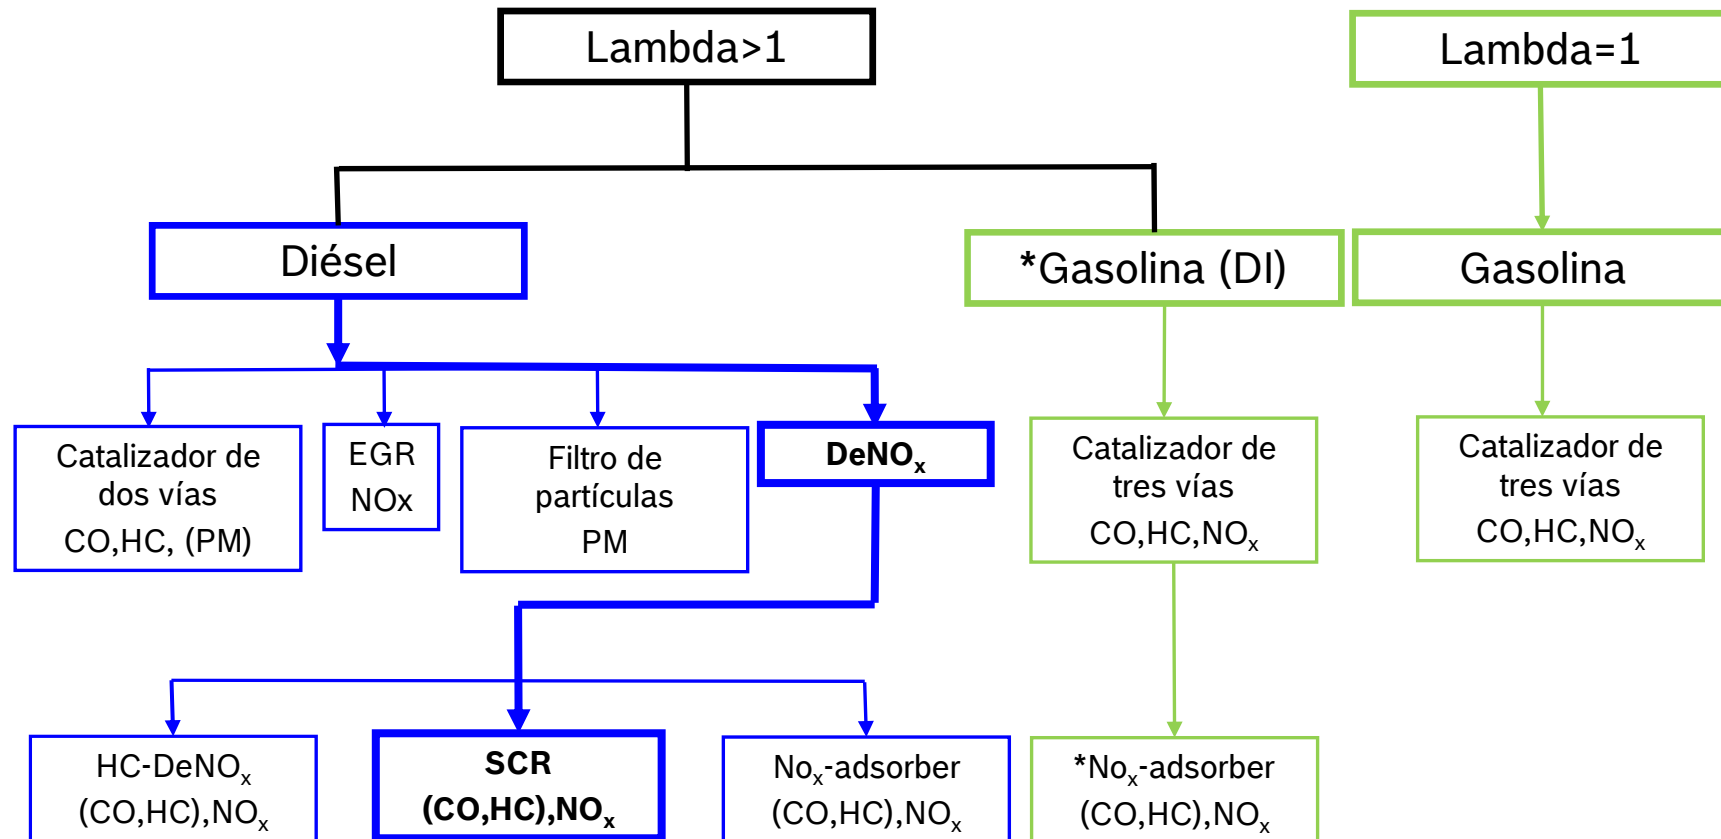 Lambda>1
Lambda=1
Diésel
*Gasolina (DI)
Gasolina
Catalizador de
dos vías
CO,HC, (PM)
EGR
NOx
Filtro de
partículas
PM
DeNOx
Catalizador de
tres vías
CO,HC,NOx
Catalizador de
tres vías
CO,HC,NOx
HC-DeNOx
(CO,HC),NOx
SCR
(CO,HC),NOx
Nox-adsorber
(CO,HC),NOx
*Nox-adsorber
(CO,HC),NOx